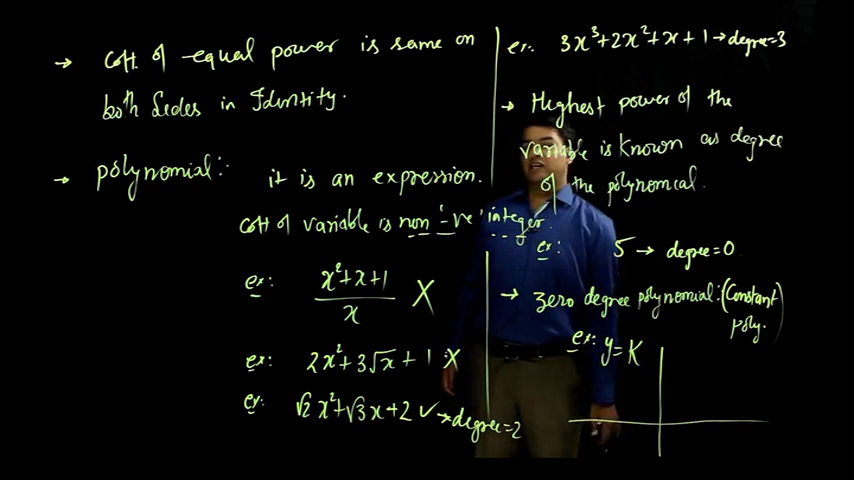 → Coff. of equal power is same on
both sides in Identity.
→ polynomial:- it is an expression.
Coff of variable is non '-ve' integer.
ex: x²+x+1 / x X
ex: 2x²+3√x+1 X
ex: √2x²+√3x+2 ✓→degree=2
ex:. 3x³+2x²+x+1→degree=3
→ Highest power of the
variable is known as degree
of the polynomial.
ex: 5 → degree=0
→ zero degree polynomial:(Constant
poly.)
ex: y=K